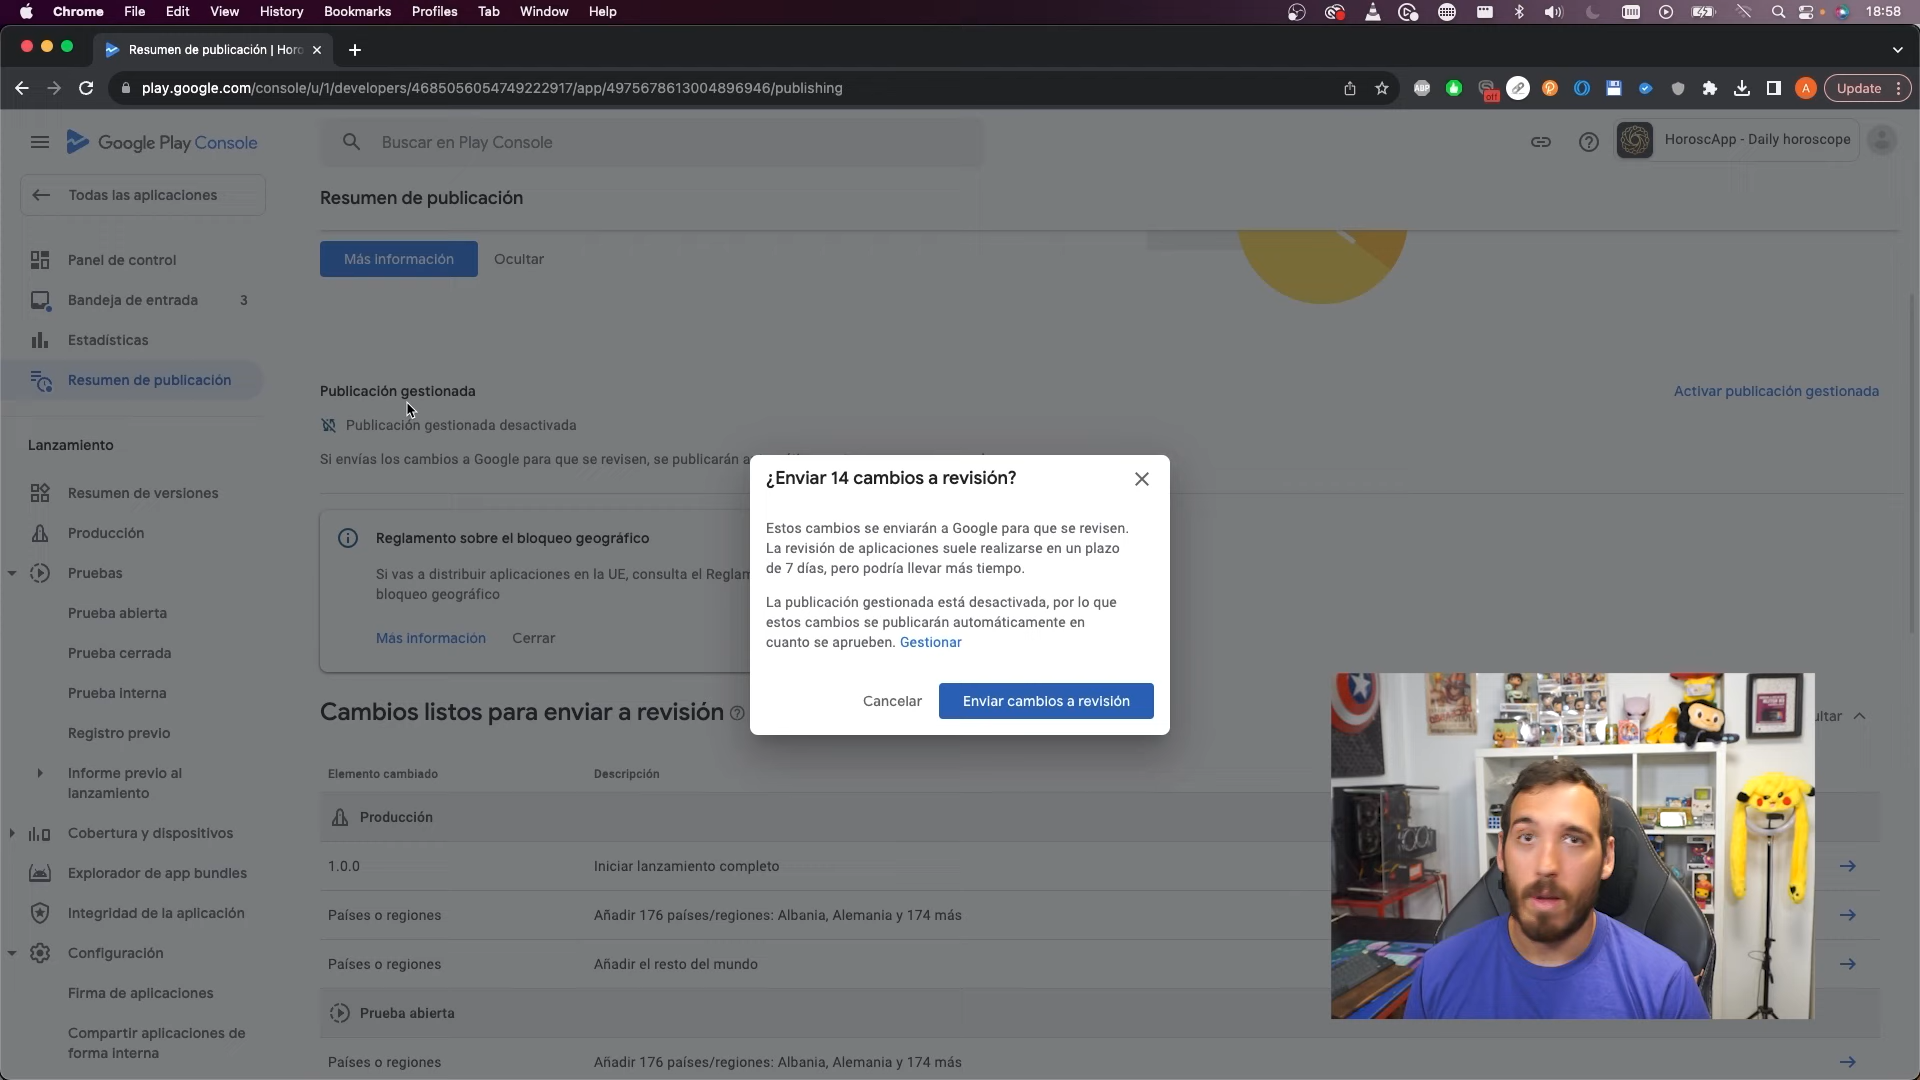 Chrome File Edit View History Bookmarks Profiles Tab Window Help 18:58
Resumen de publicación | Horo
play.google.com/console/u/1/developers/4685056054749222917/app/4975678613004896946/publishing
ABP
off
A
Update
Google Play Console
Buscar en Play Console
HoroscApp - Daily horoscope
Todas las aplicaciones
Resumen de publicación
Más información
Ocultar
Panel de control
Bandeja de entrada 3
Estadísticas
Resumen de publicación
Publicación gestionada
Activar publicación gestionada
Publicación gestionada desactivada
Si envías los cambios a Google para que se revisen, se publicarán
Lanzamiento
Resumen de versiones
Producción
Pruebas
Prueba abierta
Prueba cerrada
Prueba interna
Registro previo
Informe previo al
lanzamiento
Cobertura y dispositivos
Explorador de app bundles
Integridad de la aplicación
Configuración
Firma de aplicaciones
Compartir aplicaciones de
forma interna
Reglamento sobre el bloqueo geográfico
Si vas a distribuir aplicaciones en la UE, consulta el Reglam
bloqueo geográfico
Más información
Cerrar
¿Enviar 14 cambios a revisión?
Estos cambios se enviarán a Google para que se revisen.
La revisión de aplicaciones suele realizarse en un plazo
de 7 días, pero podría llevar más tiempo.
La publicación gestionada está desactivada, por lo que
estos cambios se publicarán automáticamente en
cuanto se aprueben. Gestionar
Cancelar
Enviar cambios a revisión
Cambios listos para enviar a revisión
ultar
Elemento cambiado Descripción
Producción
1.0.0 Iniciar lanzamiento completo
Países o regiones Añadir 176 países/regiones: Albania, Alemania y 174 más
Países o regiones Añadir el resto del mundo
Prueba abierta
Países o regiones Añadir 176 países/regiones: Albania, Alemania y 174 más